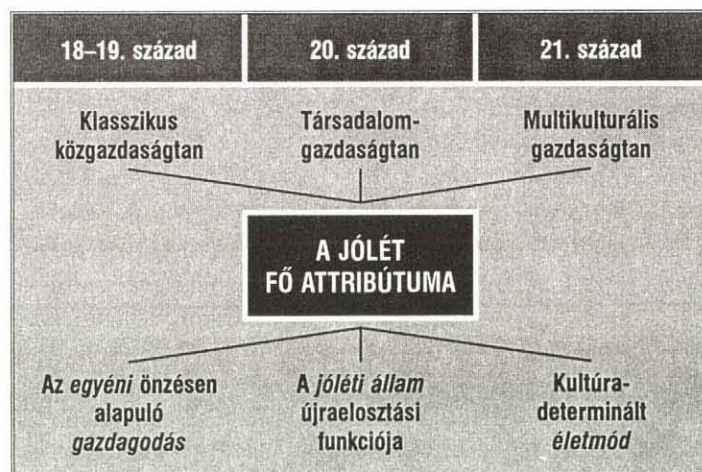 18–19. század
20. század
21. század
Klasszikus
közgazdaságtan
Társadalom-
gazdaságtan
Multikulturális
gazdaságtan
A JÓLÉT
FŐ ATTRIBÚTUMA
Az egyéni önzésen
alapuló
gazdagodás
A jóléti állam
újraelosztási
funkciója
Kultúra-
determinált
életmód